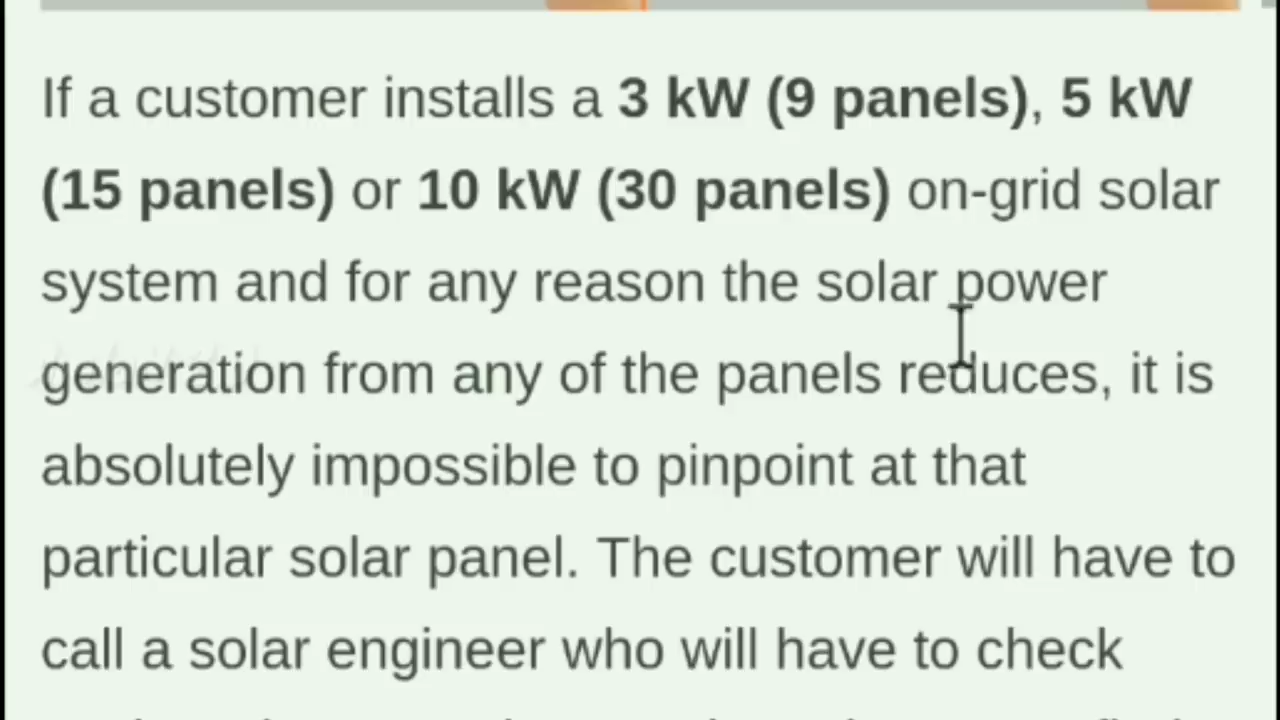 If a customer installs a 3 kW (9 panels), 5 kW
(15 panels) or 10 kW (30 panels) on-grid solar
system and for any reason the solar power
generation from any of the panels reduces, it is
absolutely impossible to pinpoint at that
particular solar panel. The customer will have to
call a solar engineer who will have to check